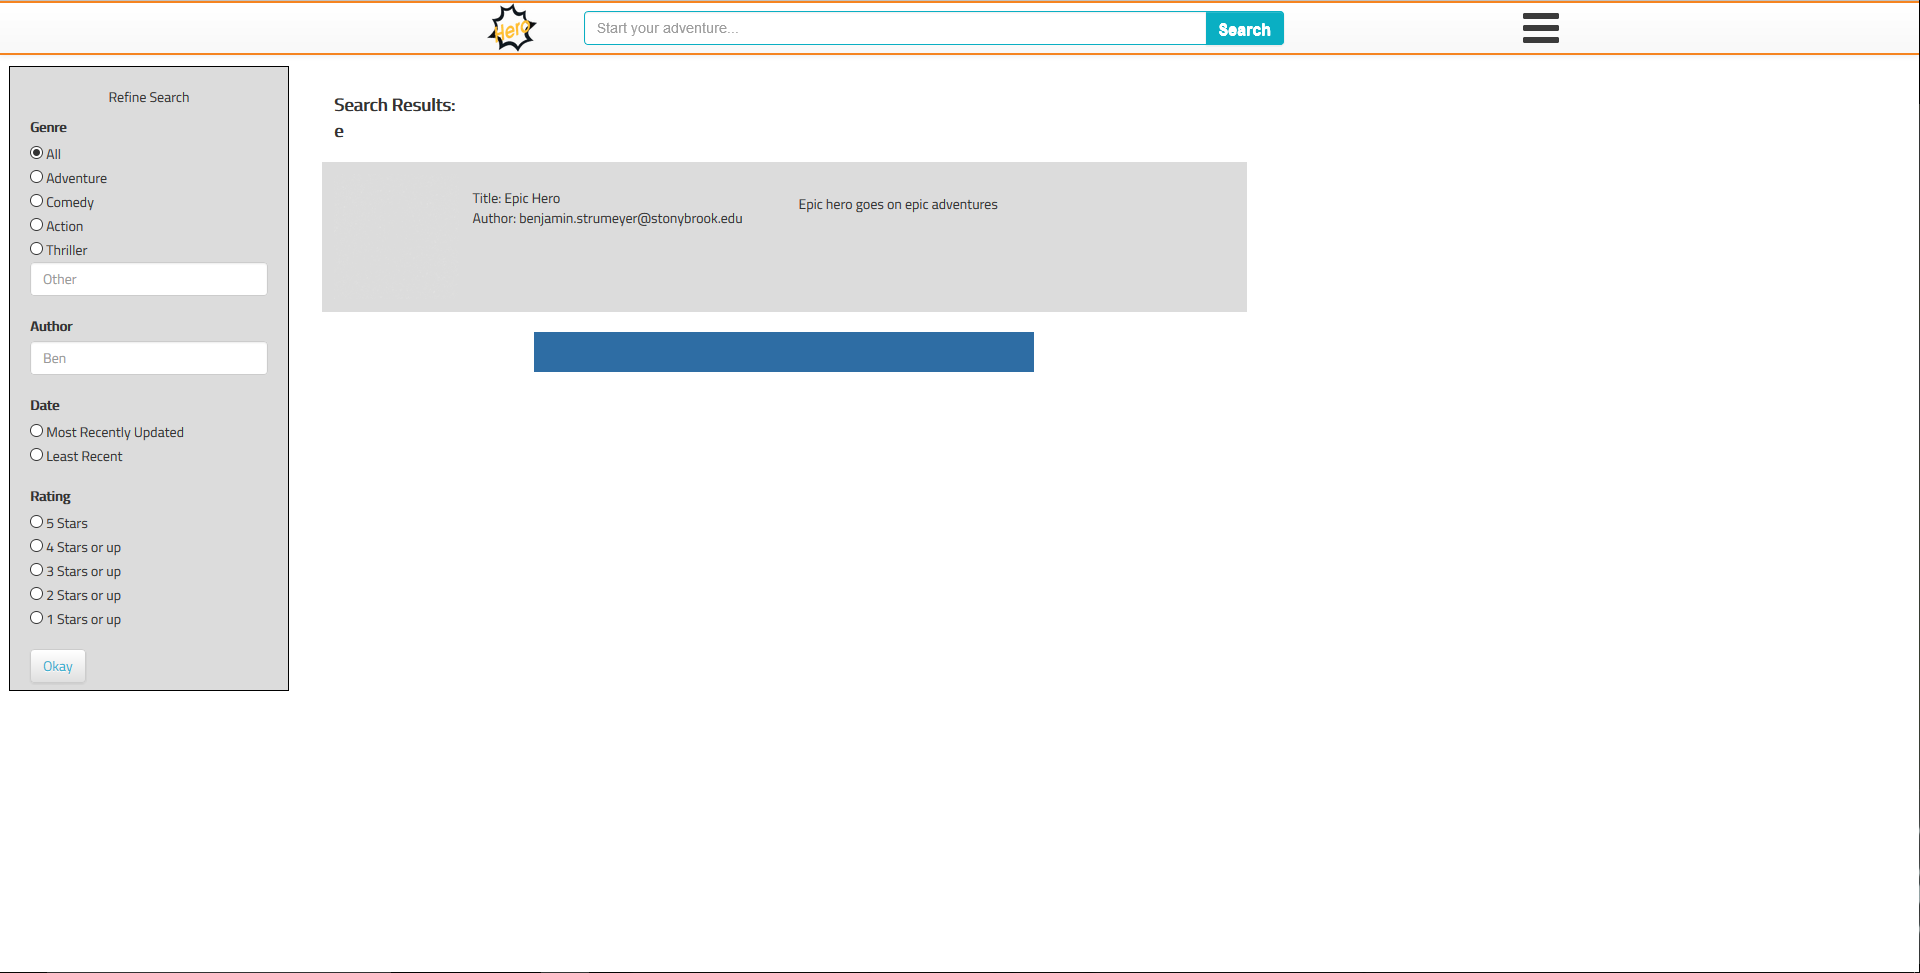 Hero
Start your adventure...
Search
Refine Search
Genre
All
Adventure
Comedy
Action
Thriller
Other
Author
Ben
Date
Most Recently Updated
Least Recent
Rating
5 Stars
4 Stars or up
3 Stars or up
2 Stars or up
1 Stars or up
Okay
Search Results:
e
Title: Epic Hero
Author: benjamin.strumeyer@stonybrook.edu
Epic hero goes on epic adventures